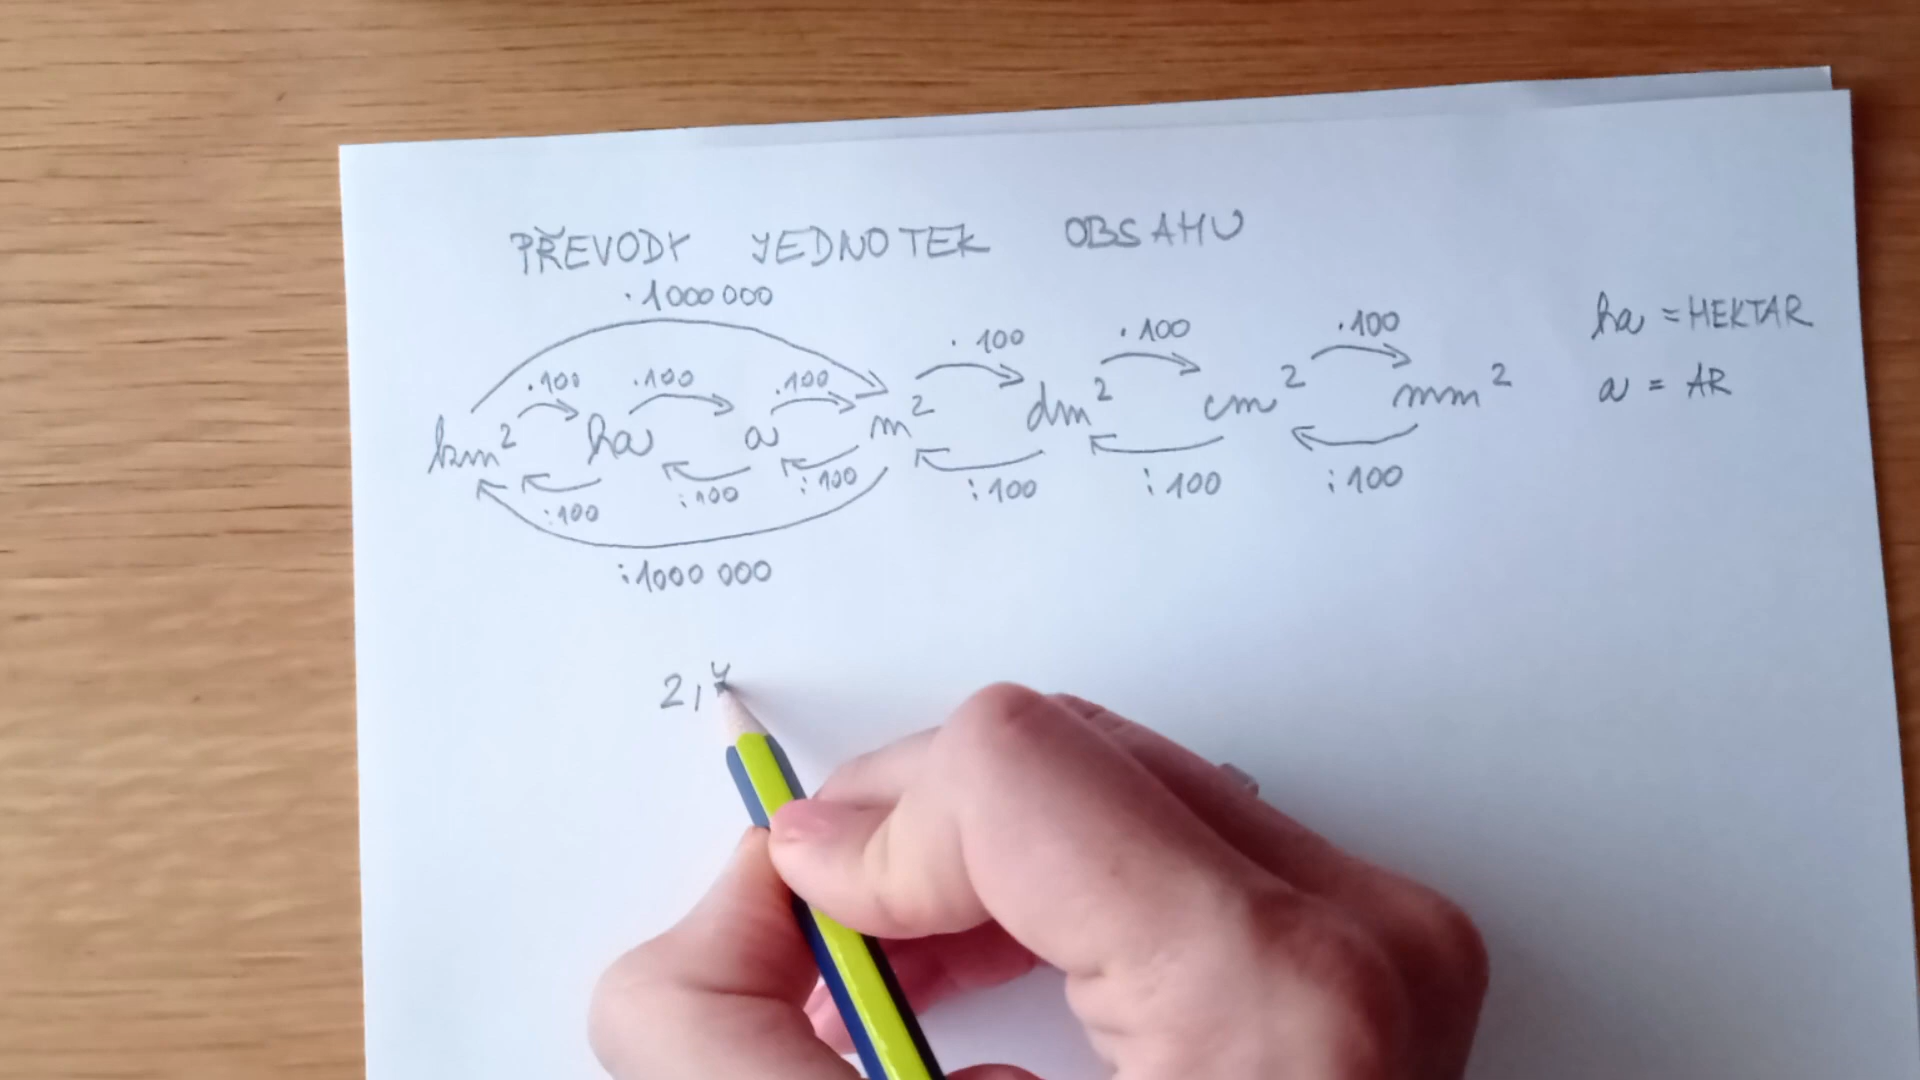 PŘEVODY JEDNOTEK OBSAHU
. 1000 000
. 100 . 100 . 100 . 100 . 100 . 100
km² ha a m² dm² cm² mm²
: 100 : 100 : 100 : 100 : 100 : 100
: 1000 000
ha = HEKTAR
a = AR
2,4